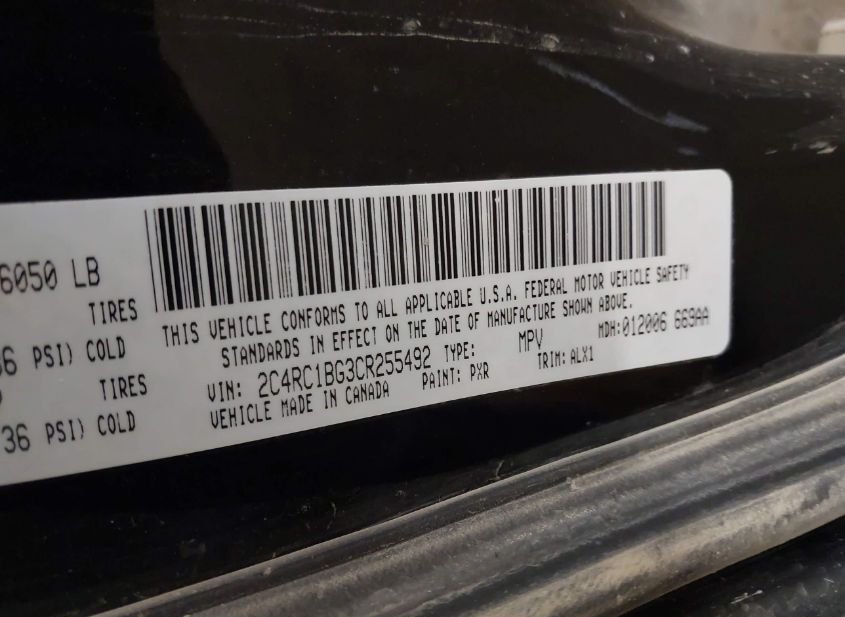 6050 LB
TIRES
36 PSI) COLD
TIRES
36 PSI) COLD
THIS VEHICLE CONFORMS TO ALL APPLICABLE U.S.A. FEDERAL MOTOR VEHICLE SAFETY
STANDARDS IN EFFECT ON THE DATE OF MANUFACTURE SHOWN ABOVE.
VIN: 2C4RC1BG3CR255492 TYPE: MPV MDH:012006 669AA
VEHICLE MADE IN CANADA PAINT: PXR TRIM: ALX1